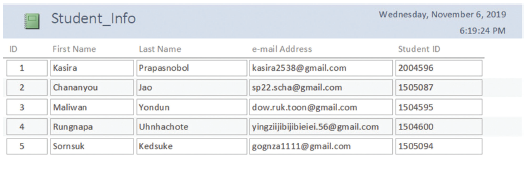 Student_Info
Wednesday, November 6, 2019
6:19:24 PM
ID First Name Last Name e-mail Address Student ID
1 Kasira Prapasnobol kasira2538@gmail.com 2004596
2 Chananyou Jao sp22.scha@gmail.com 1505087
3 Maliwan Yondun dow.ruk.toon@gmail.com 1504595
4 Rungnapa Uhnhachote yingziijibijibieiei.56@gmail.com 1504600
5 Sornsuk Kedsuke gognza1111@gmail.com 1505094